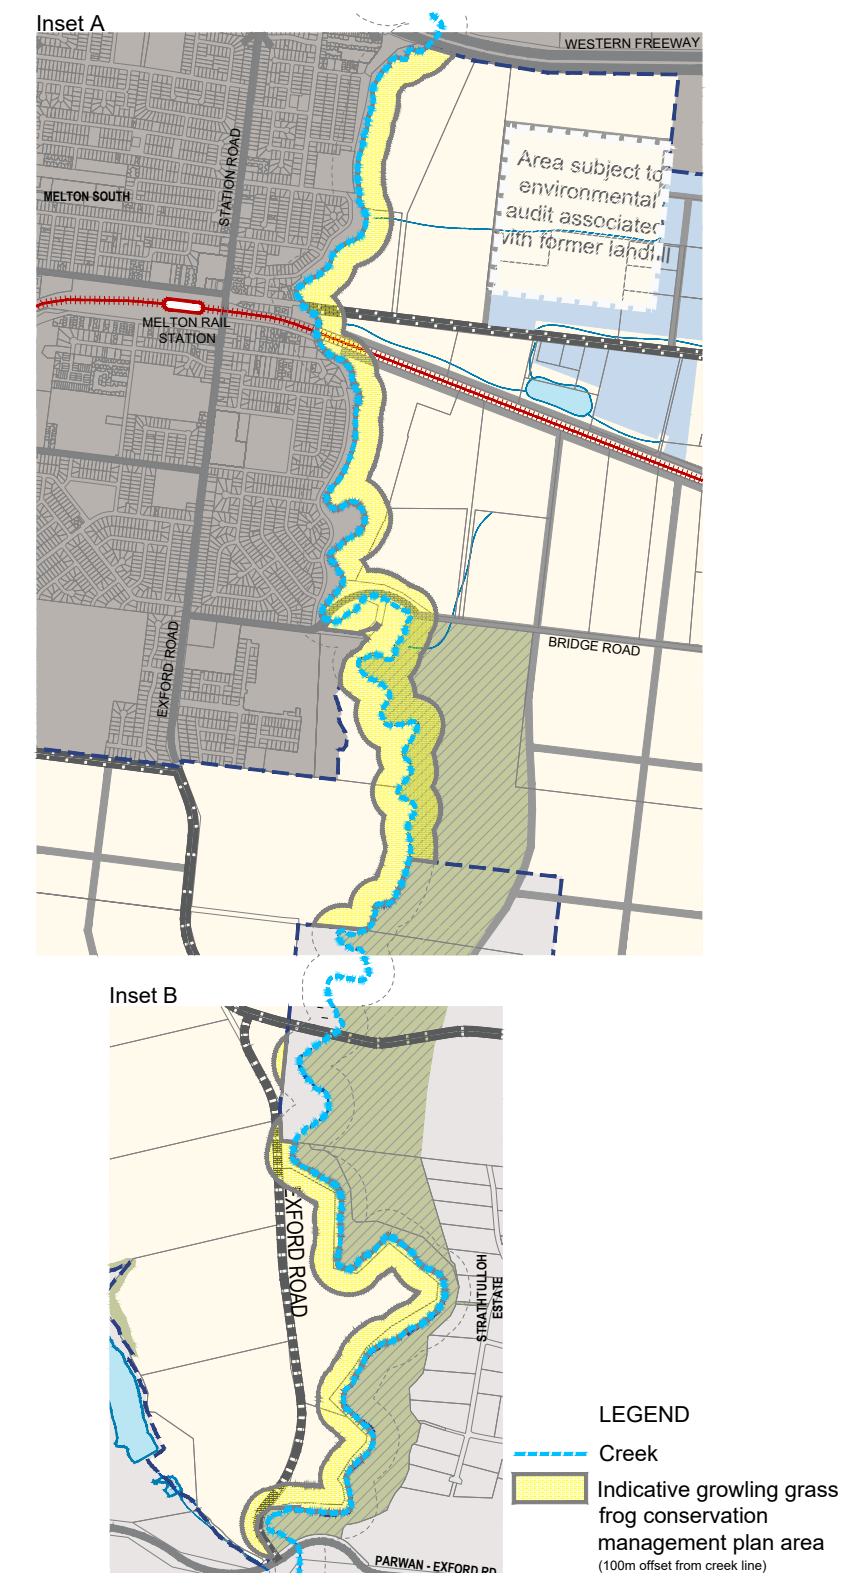 Inset A
WESTERN FREEWAY
Area subject to
environmental
audit associated
with former landfill
STATION ROAD
MELTON SOUTH
MELTON RAIL
STATION
EXFORD ROAD
BRIDGE ROAD
Inset B
EXFORD ROAD
STRATHTULLOH
ESTATE
PARWAN - EXFORD RD
LEGEND
Creek
Indicative growling grass
frog conservation
management plan area
(100m offset from creek line)